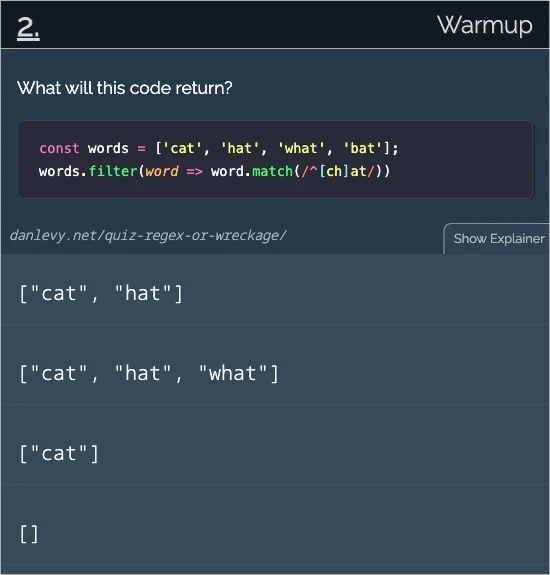 2.
Warmup
What will this code return?
const words = ['cat', 'hat', 'what', 'bat'];
words.filter(word => word.match(/^[ch]at/))
danlevy.net/quiz-regex-or-wreckage/
Show Explainer
["cat", "hat"]
["cat", "hat", "what"]
["cat"]
[]